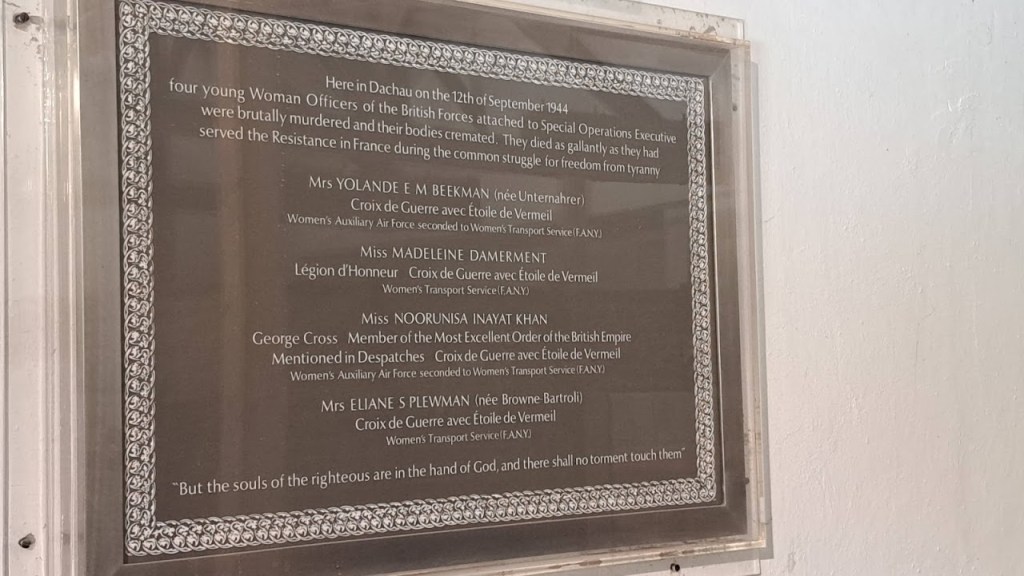 Here in Dachau on the 12th of September 1944
four young Woman Officers of the British Forces attached to Special Operations Executive
were brutally murdered and their bodies cremated. They died as gallantly as they had
served the Resistance in France during the common struggle for freedom from tyranny
Mrs YOLANDE E M BEEKMAN (née Unternahrer)
Croix de Guerre avec Étoile de Vermeil
Women's Auxiliary Air Force seconded to Women's Transport Service (F.A.N.Y.)
Miss MADELEINE DAMERMENT
Légion d'Honneur Croix de Guerre avec Étoile de Vermeil
Women's Transport Service (F.A.N.Y.)
Miss NOORUNISA INAYAT KHAN
George Cross Member of the Most Excellent Order of the British Empire
Mentioned in Despatches Croix de Guerre avec Étoile de Vermeil
Women's Auxiliary Air Force seconded to Women's Transport Service (F.A.N.Y.)
Mrs ELIANE S PLEWMAN (née Browne-Bartroli)
Croix de Guerre avec Étoile de Vermeil
Women's Transport Service (F.A.N.Y.)
"But the souls of the righteous are in the hand of God, and there shall no torment touch them"